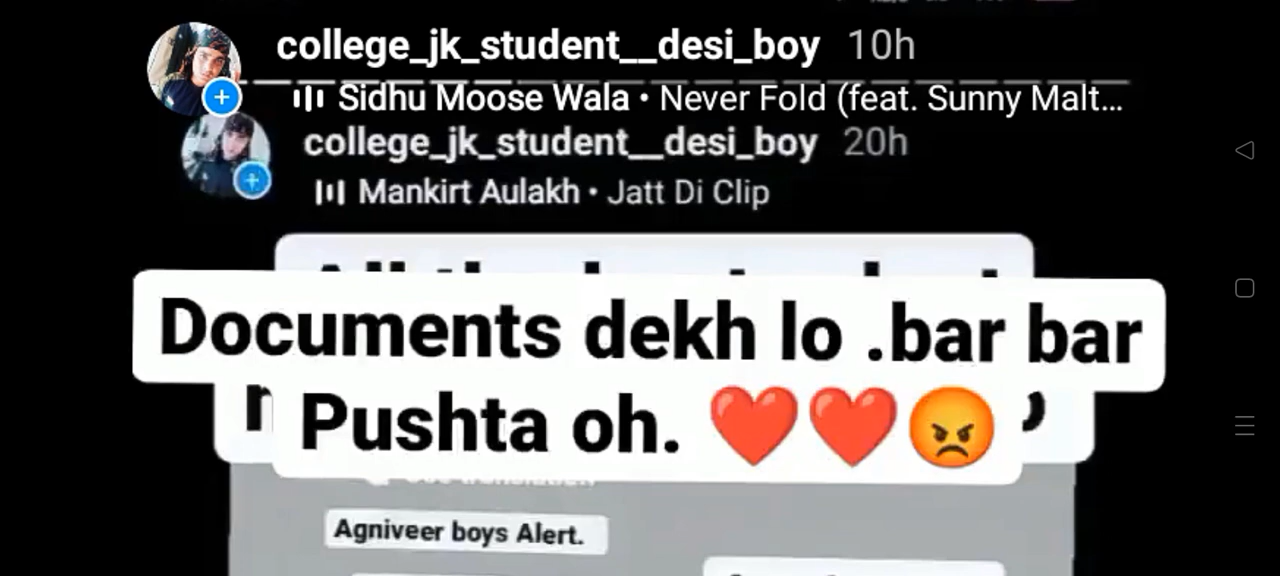 college_jk_student__desi_boy 10h
Sidhu Moose Wala • Never Fold (feat. Sunny Malt...
college_jk_student__desi_boy 20h
Mankirt Aulakh • Jatt Di Clip
Documents dekh lo .bar bar
Pushta oh. ❤️❤️😡
Agniveer boys Alert.